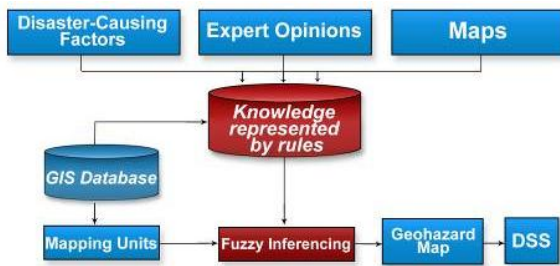 Disaster-Causing
Factors
Expert Opinions
Maps
Knowledge
represented
by rules
GIS Database
Mapping Units
Fuzzy Inferencing
Geohazard
Map
DSS